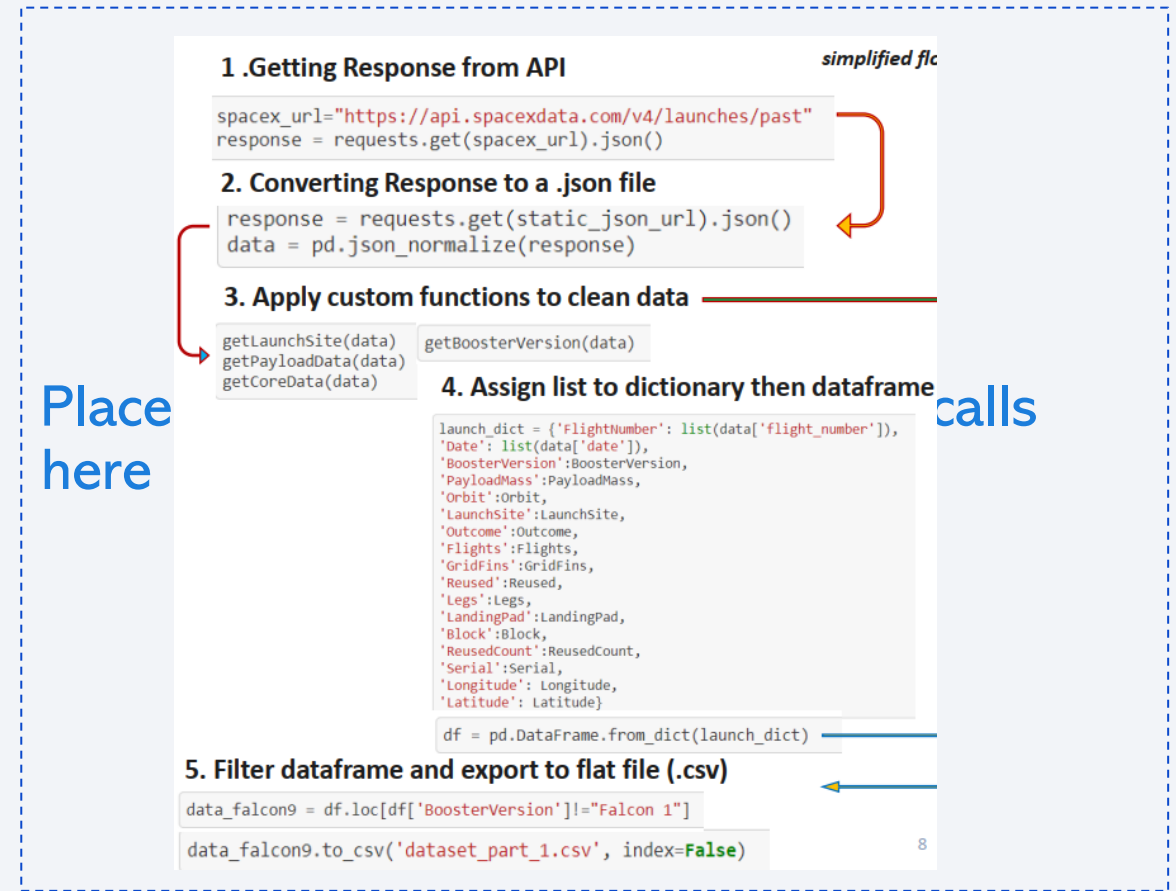 1 .Getting Response from API
simplified flo
spacex_url="https://api.spacexdata.com/v4/launches/past"
response = requests.get(spacex_url).json()
2. Converting Response to a .json file
response = requests.get(static_json_url).json()
data = pd.json_normalize(response)
3. Apply custom functions to clean data
getLaunchSite(data)
getPayloadData(data)
getCoreData(data)
getBoosterVersion(data)
4. Assign list to dictionary then dataframe
Place calls
here
launch_dict = {'FlightNumber': list(data['flight_number']),
'Date': list(data['date']),
'BoosterVersion':BoosterVersion,
'PayloadMass':PayloadMass,
'Orbit':Orbit,
'LaunchSite':LaunchSite,
'Outcome':Outcome,
'Flights':Flights,
'GridFins':GridFins,
'Reused':Reused,
'Legs':Legs,
'LandingPad':LandingPad,
'Block':Block,
'ReusedCount':ReusedCount,
'Serial':Serial,
'Longitude': Longitude,
'Latitude': Latitude}
df = pd.DataFrame.from_dict(launch_dict)
5. Filter dataframe and export to flat file (.csv)
data_falcon9 = df.loc[df['BoosterVersion']!="Falcon 1"]
data_falcon9.to_csv('dataset_part_1.csv', index=False)
8